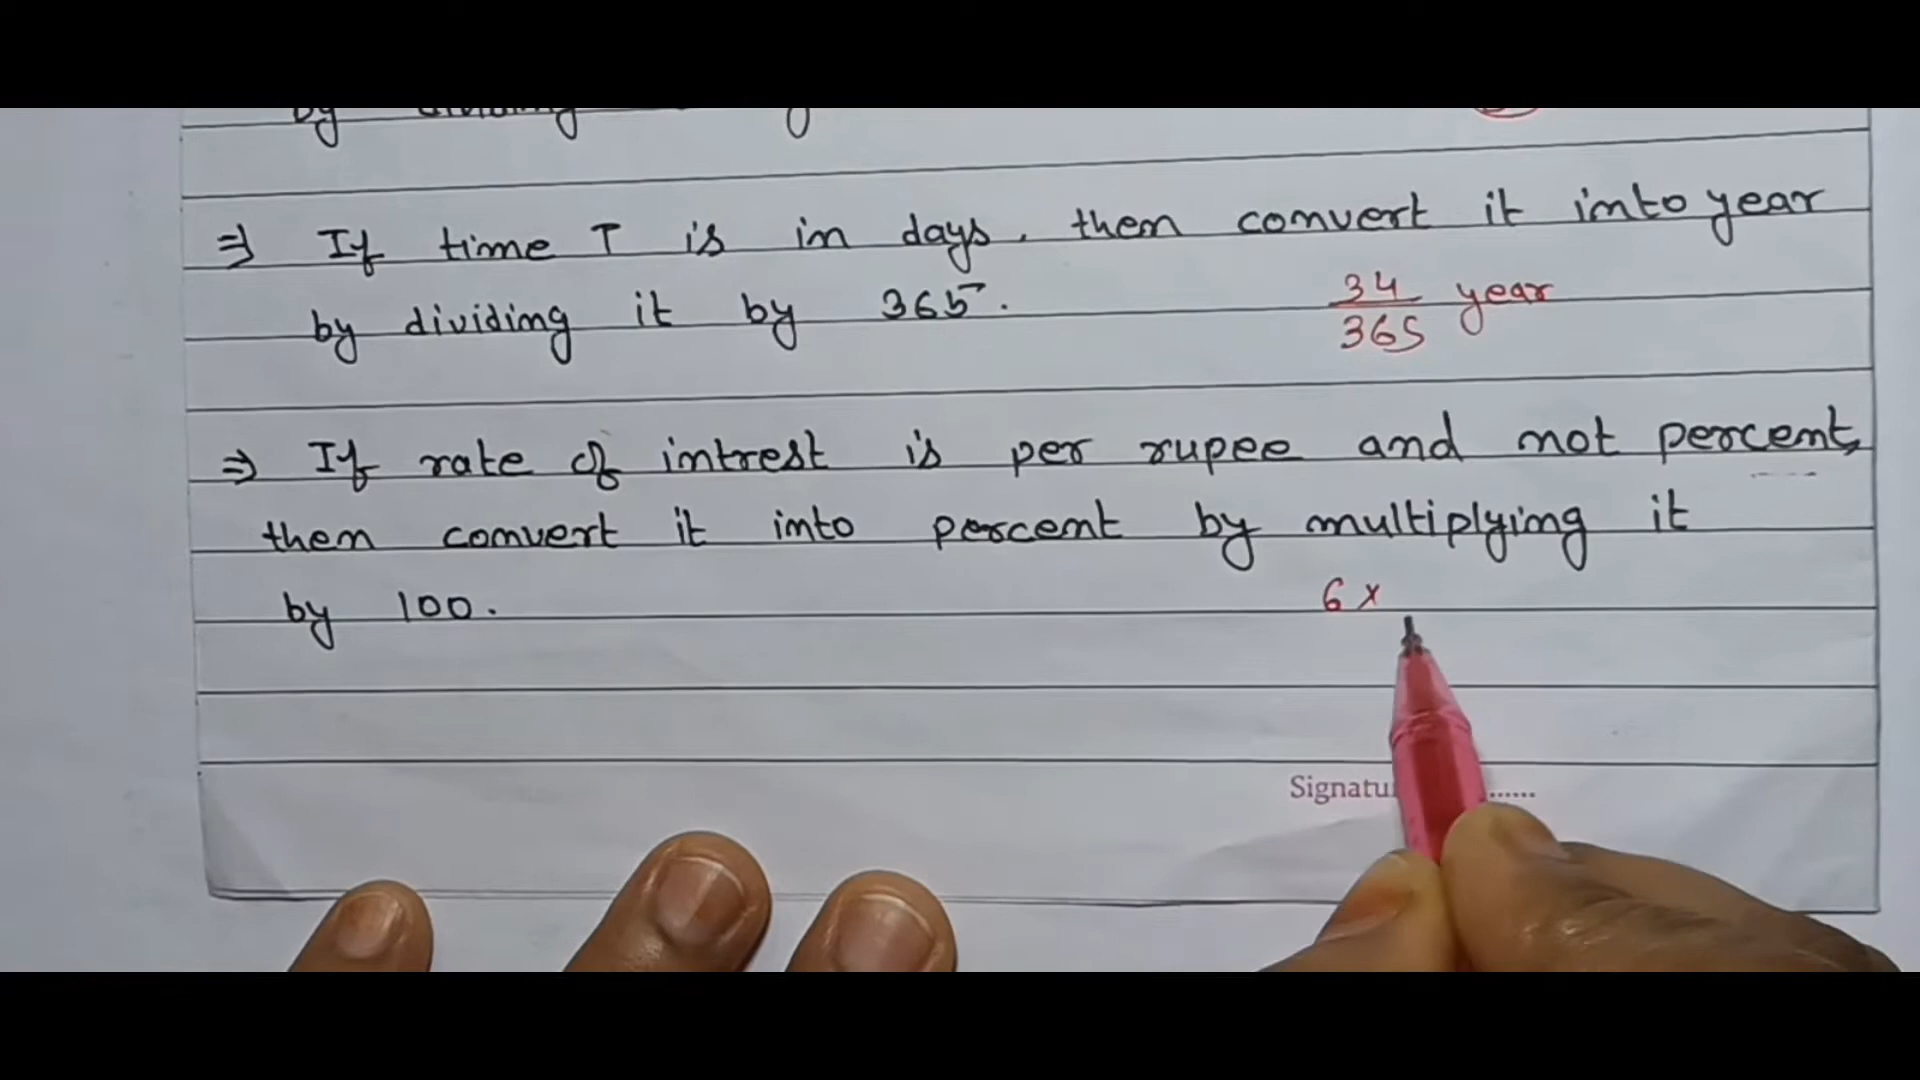 ⇒ If time T is in days, then convert it into year
by dividing it by 365.
34/365 year
⇒ If rate of intrest is per rupee and not percent,
then convert it into percent by multiplying it
by 100.
6 x